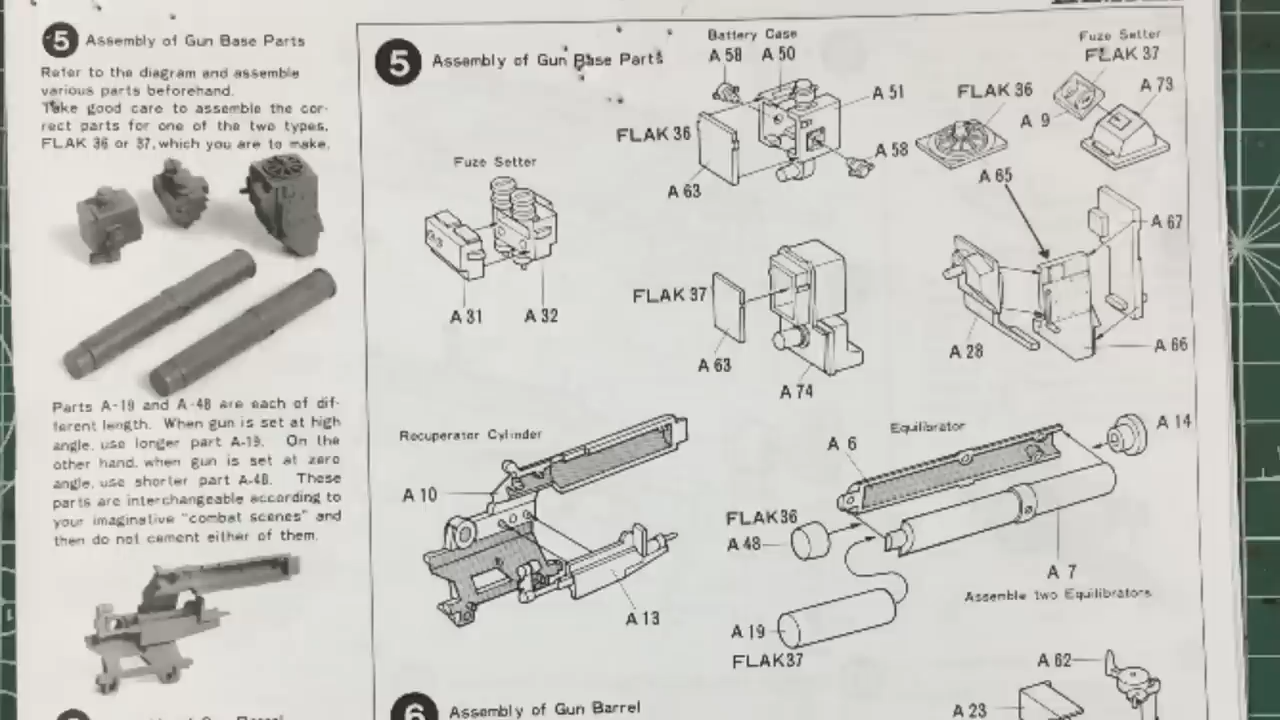 5 Assembly of Gun Base Parts
Refer to the diagram and assemble
various parts beforehand.
Take good care to assemble the cor-
rect parts for one of the two types,
FLAK 36 or 37, which you are to make.
Parts A-19 and A-48 are each of dif-
ferent length. When gun is set at high
angle, use longer part A-19. On the
other hand, when gun is set at zero
angle, use shorter part A-48. These
parts are interchangeable according to
your imaginative "combat scenes" and
then do not cement either of them.
5 Assembly of Gun Base Parts
Battery Case
A 58 A 50
A 51
FLAK 36
A 58
A 63
Fuze Setter
FLAK 37
FLAK 36
A 73
A 9
Fuze Setter
A 31 A 32
A 65
A 67
FLAK 37
A 63
A 74
A 28
A 66
Recuperator Cylinder
A 10
A 13
Equilibrator
A 6
A 14
FLAK36
A 48
A 7
Assemble two Equilibrators
A 19
FLAK37
6 Assembly of Gun Barrel
A 62
A 23